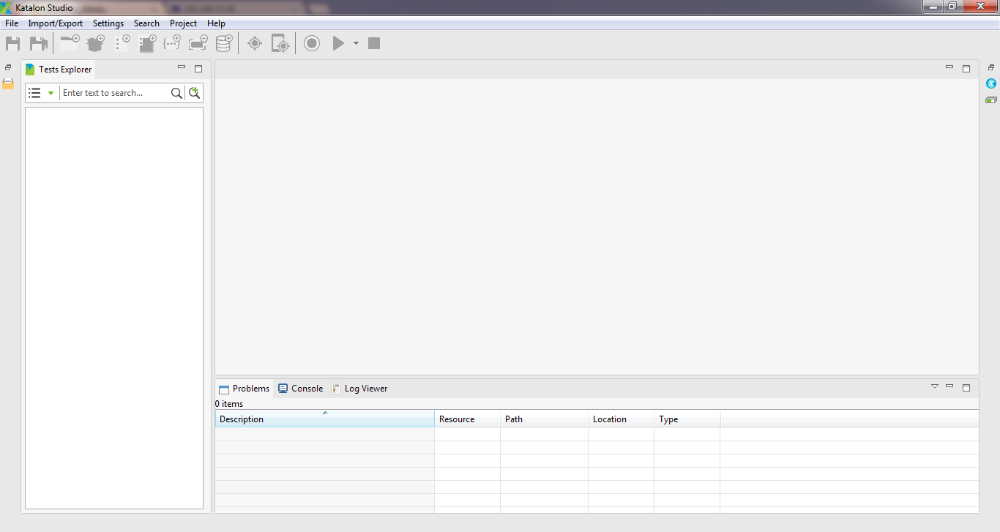 Katalon Studio
File Import/Export Settings Search Project Help
Tests Explorer
Enter text to search...
Problems Console Log Viewer
0 items
Description Resource Path Location Type